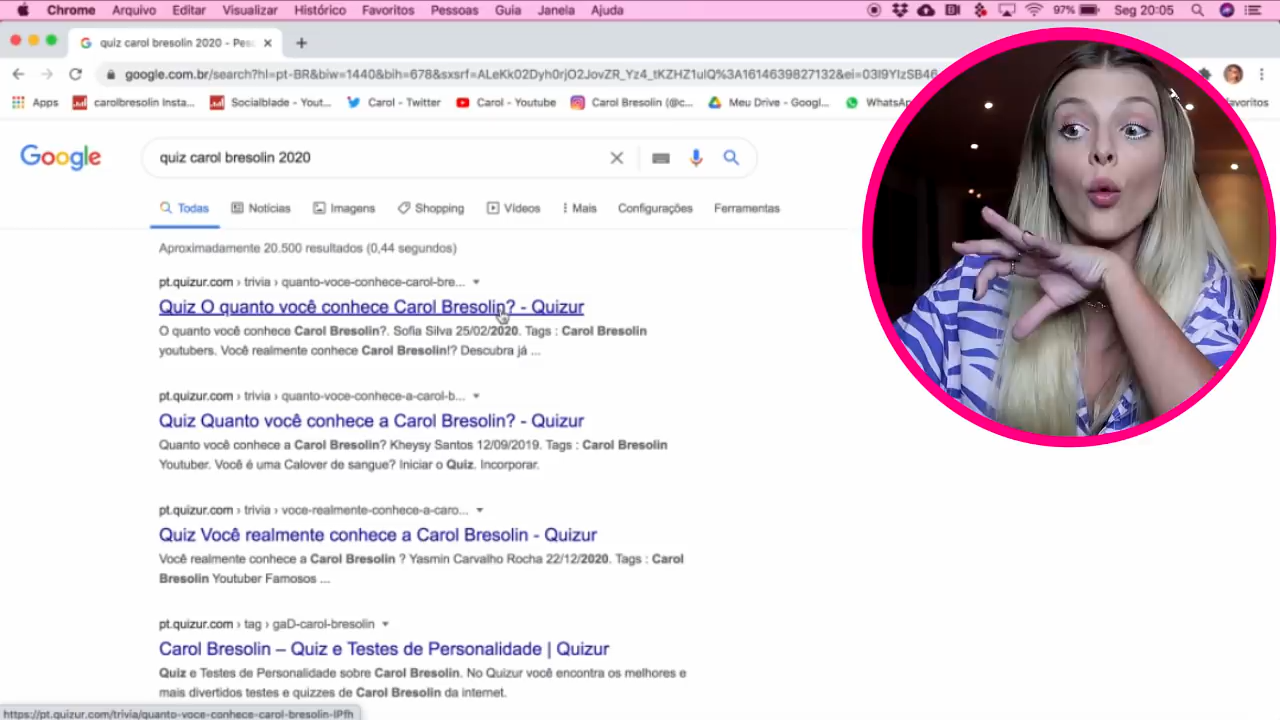 Chrome Arquivo Editar Visualizar Histórico Favoritos Pessoas Guia Janela Ajuda 97% Seg 20:05
quiz carol bresolin 2020 - Pes
google.com.br/search?hl=pt-BR&biw=1440&bih=678&sxsrf=
Apps carolbresolin Insta... Socialblade - Yout... Carol - Twitter Carol - Youtube Carol Bresolin (@c... Meu Drive - Googl... WhatsAp favoritos
Google quiz carol bresolin 2020
Todas Notícias Imagens Shopping Vídeos Mais Configurações Ferramentas
Aproximadamente 20.500 resultados (0,44 segundos)
pt.quizur.com › trivia › quanto-voce-conhece-carol-bre...
Quiz O quanto você conhece Carol Bresolin? - Quizur
O quanto você conhece Carol Bresolin?. Sofia Silva 25/02/2020. Tags : Carol Bresolin
youtubers. Você realmente conhece Carol Bresolin!? Descubra já ...
pt.quizur.com › trivia › quanto-voce-conhece-a-carol-b...
Quiz Quanto você conhece a Carol Bresolin? - Quizur
Quanto você conhece a Carol Bresolin? Kheysy Santos 12/09/2019. Tags : Carol Bresolin
Youtuber. Você é uma Calover de sangue? Iniciar o Quiz. Incorporar.
pt.quizur.com › trivia › voce-realmente-conhece-a-caro...
Quiz Você realmente conhece a Carol Bresolin - Quizur
Você realmente conhece a Carol Bresolin ? Yasmin Carvalho Rocha 22/12/2020. Tags : Carol
Bresolin Youtuber Famosos ...
pt.quizur.com › tag › gaD-carol-bresolin
Carol Bresolin – Quiz e Testes de Personalidade | Quizur
Quiz e Testes de Personalidade sobre Carol Bresolin. No Quizur você encontra os melhores e
mais divertidos testes e quizzes de Carol Bresolin da internet.
https://pt.quizur.com/trivia/quanto-voce-conhece-carol-bresolin-IPfh